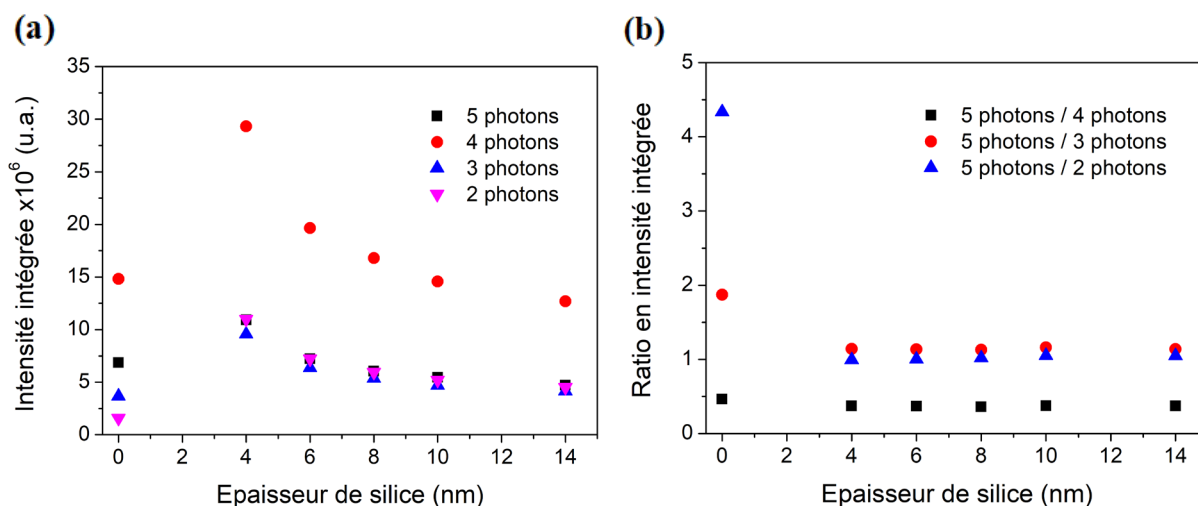 (a)
Intensité intégrée x10⁶ (u.a.)
35
30
25
20
15
10
5
0
5 photons
4 photons
3 photons
2 photons
0 2 4 6 8 10 12 14
Epaisseur de silice (nm)
(b)
Ratio en intensité intégrée
5
4
3
2
1
0
5 photons / 4 photons
5 photons / 3 photons
5 photons / 2 photons
0 2 4 6 8 10 12 14
Epaisseur de silice (nm)